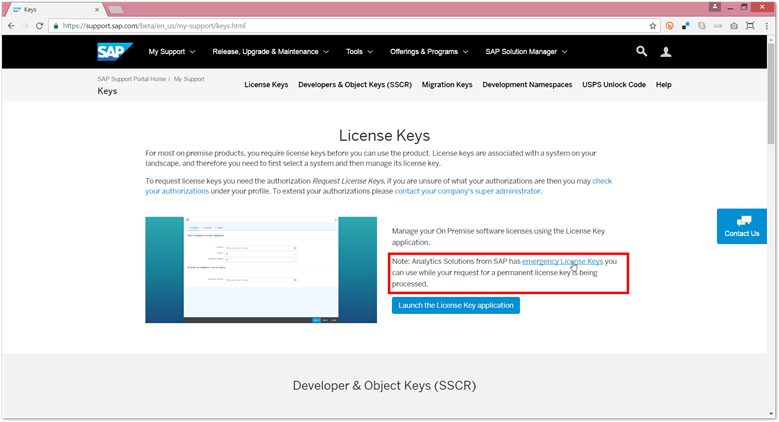 Keys
https://support.sap.com/beta/en_us/my-support/keys.html
SAP
My Support
Release, Upgrade & Maintenance
Tools
Offerings & Programs
SAP Solution Manager
SAP Support Portal Home / My Support
Keys
License Keys
Developers & Object Keys (SSCR)
Migration Keys
Development Namespaces
USPS Unlock Code
Help
License Keys
For most on premise products, you require license keys before you can use the product. License keys are associated with a system on your
landscape, and therefore you need to first select a system and then manage its license key.
To request license keys you need the authorization Request License Keys, if you are unsure of what your authorizations are then you may check
your authorizations under your profile. To extend your authorizations please contact your company's super administrator.
Manage your On Premise software licenses using the License Key
application.
Note: Analytics Solutions from SAP has emergency License Keys you
can use while your request for a permanent license key is being
processed.
Launch the License Key application
Contact Us
Developer & Object Keys (SSCR)